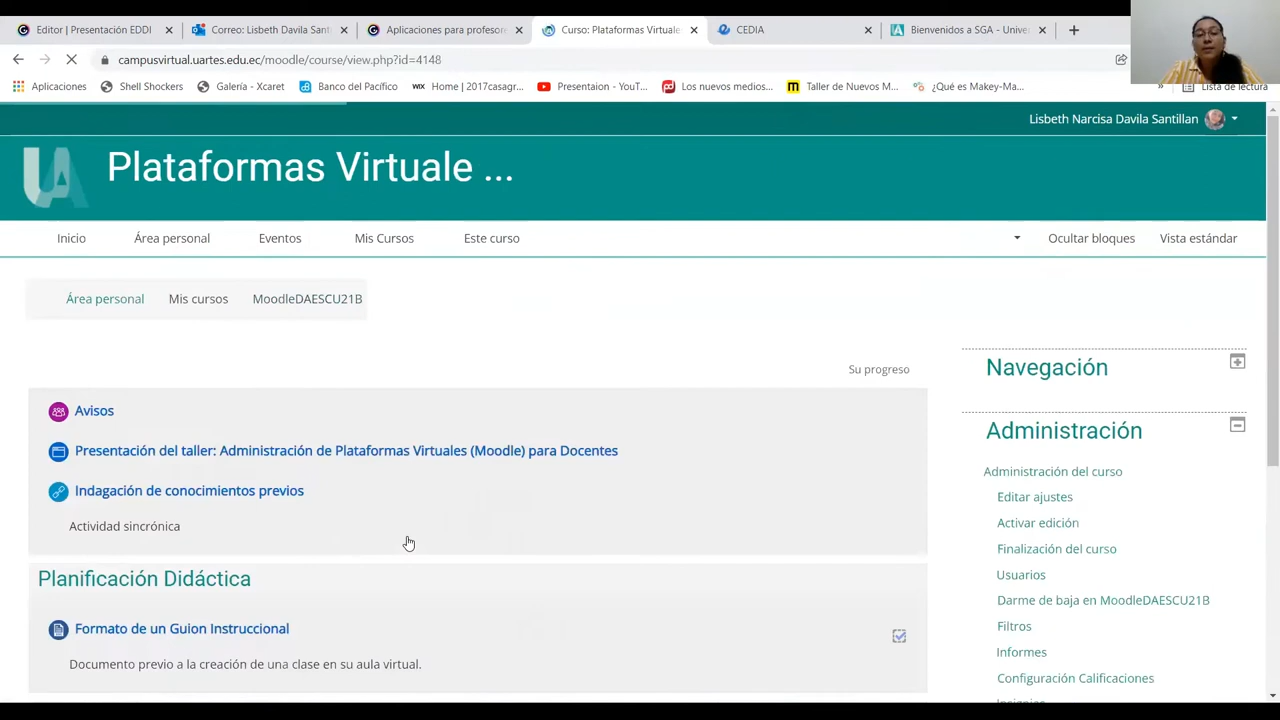 Editor | Presentación EDDI
Correo: Lisbeth Davila Sant
Aplicaciones para profesor
Curso: Plataformas Virtuale
CEDIA
Bienvenidos a SGA - Unive
campusvirtual.uartes.edu.ec/moodle/course/view.php?id=4148
Aplicaciones
Shell Shockers
Galería - Xcaret
Banco del Pacífico
WIX Home | 2017casagr...
Presentaion - YouT...
Los nuevos medios...
Taller de Nuevos M...
¿Qué es Makey-Ma...
»
Lista de lectura
Lisbeth Narcisa Davila Santillan
UA
Plataformas Virtuale ...
Inicio
Área personal
Eventos
Mis Cursos
Este curso
Ocultar bloques
Vista estándar
Área personal
Mis cursos
MoodleDAESCU21B
Su progreso
Avisos
Presentación del taller: Administración de Plataformas Virtuales (Moodle) para Docentes
Indagación de conocimientos previos
Actividad sincrónica
Planificación Didáctica
Formato de un Guion Instruccional
Documento previo a la creación de una clase en su aula virtual.
Navegación
Administración
Administración del curso
Editar ajustes
Activar edición
Finalización del curso
Usuarios
Darme de baja en MoodleDAESCU21B
Filtros
Informes
Configuración Calificaciones
Insignias